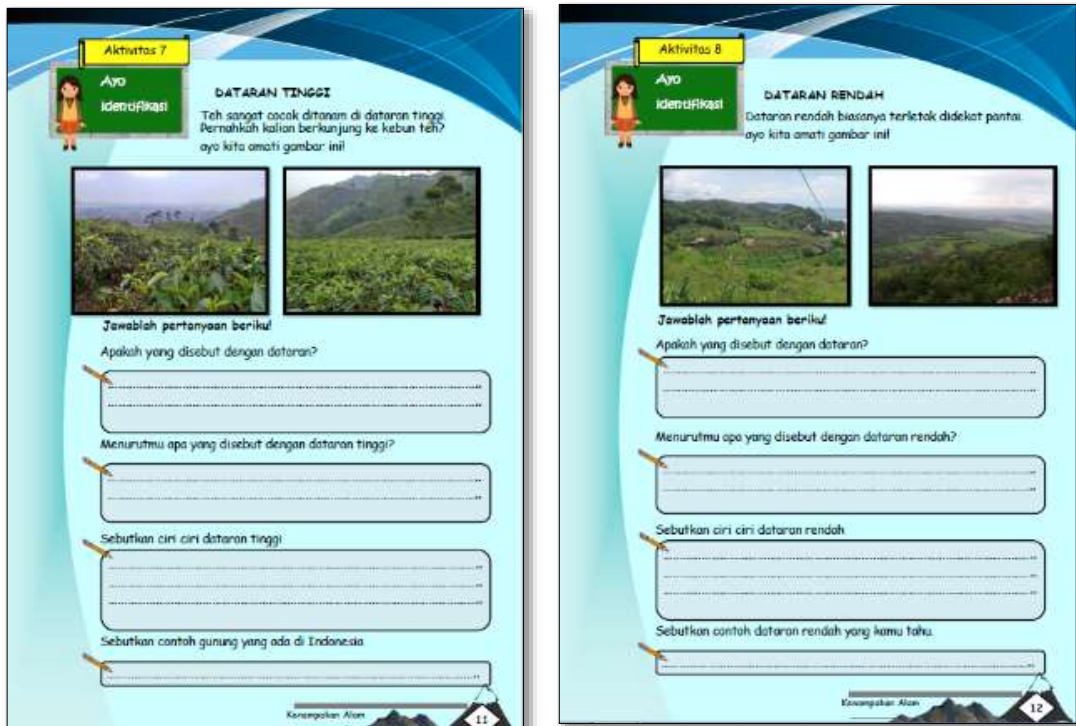 Aktivitas 7
Ayo
Identifikasi
DATARAN TINGGI
Teh sangat cocok ditanam di dataran tinggi.
Pernahkah kalian berkunjung ke kebun teh?
ayo kita amati gambar ini!
Jawablah pertanyaan beriku!
Apakah yang disebut dengan dataran?
Menurutmu apa yang disebut dengan dataran tinggi?
Sebutkan ciri ciri dataran tinggi
Sebutkan contoh gunung yang ada di Indonesia
Kenampakan Alam
11
Aktivitas 8
Ayo
Identifikasi
DATARAN RENDAH
Dataran rendah biasanya terletak didekat pantai.
ayo kita amati gambar ini!
Jawablah pertanyaan beriku!
Apakah yang disebut dengan dataran?
Menurutmu apa yang disebut dengan dataran rendah?
Sebutkan ciri ciri dataran rendah
Sebutkan contoh dataran rendah yang kamu tahu.
Kenampakan Alam
12